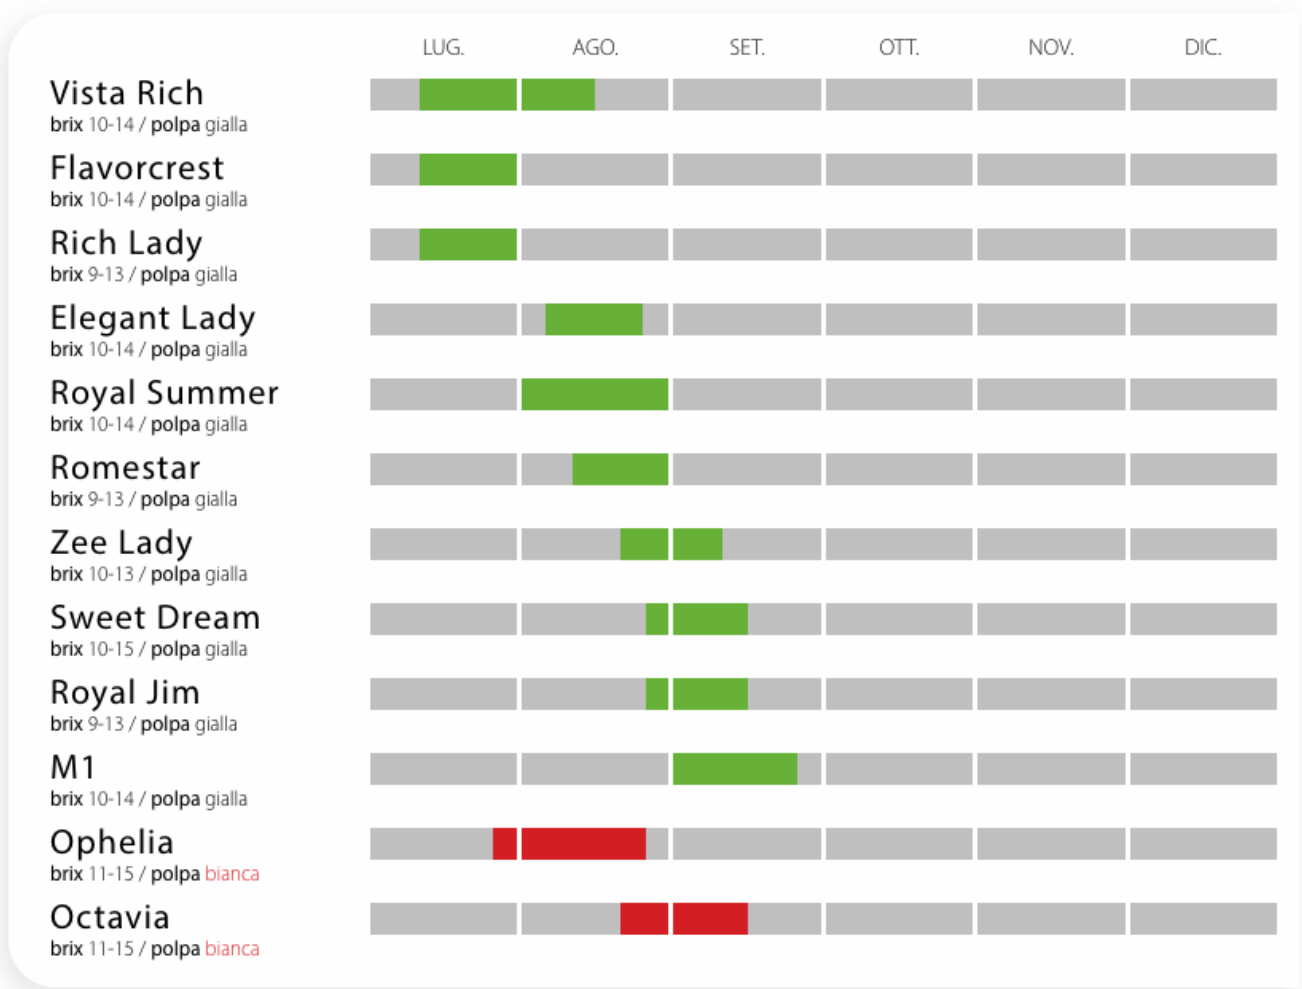 LUG. AGO. SET. OTT. NOV. DIC.
Vista Rich
brix 10-14 / polpa gialla
Flavorcrest
brix 10-14 / polpa gialla
Rich Lady
brix 9-13 / polpa gialla
Elegant Lady
brix 10-14 / polpa gialla
Royal Summer
brix 10-14 / polpa gialla
Romestar
brix 9-13 / polpa gialla
Zee Lady
brix 10-13 / polpa gialla
Sweet Dream
brix 10-15 / polpa gialla
Royal Jim
brix 9-13 / polpa gialla
M1
brix 10-14 / polpa gialla
Ophelia
brix 11-15 / polpa bianca
Octavia
brix 11-15 / polpa bianca